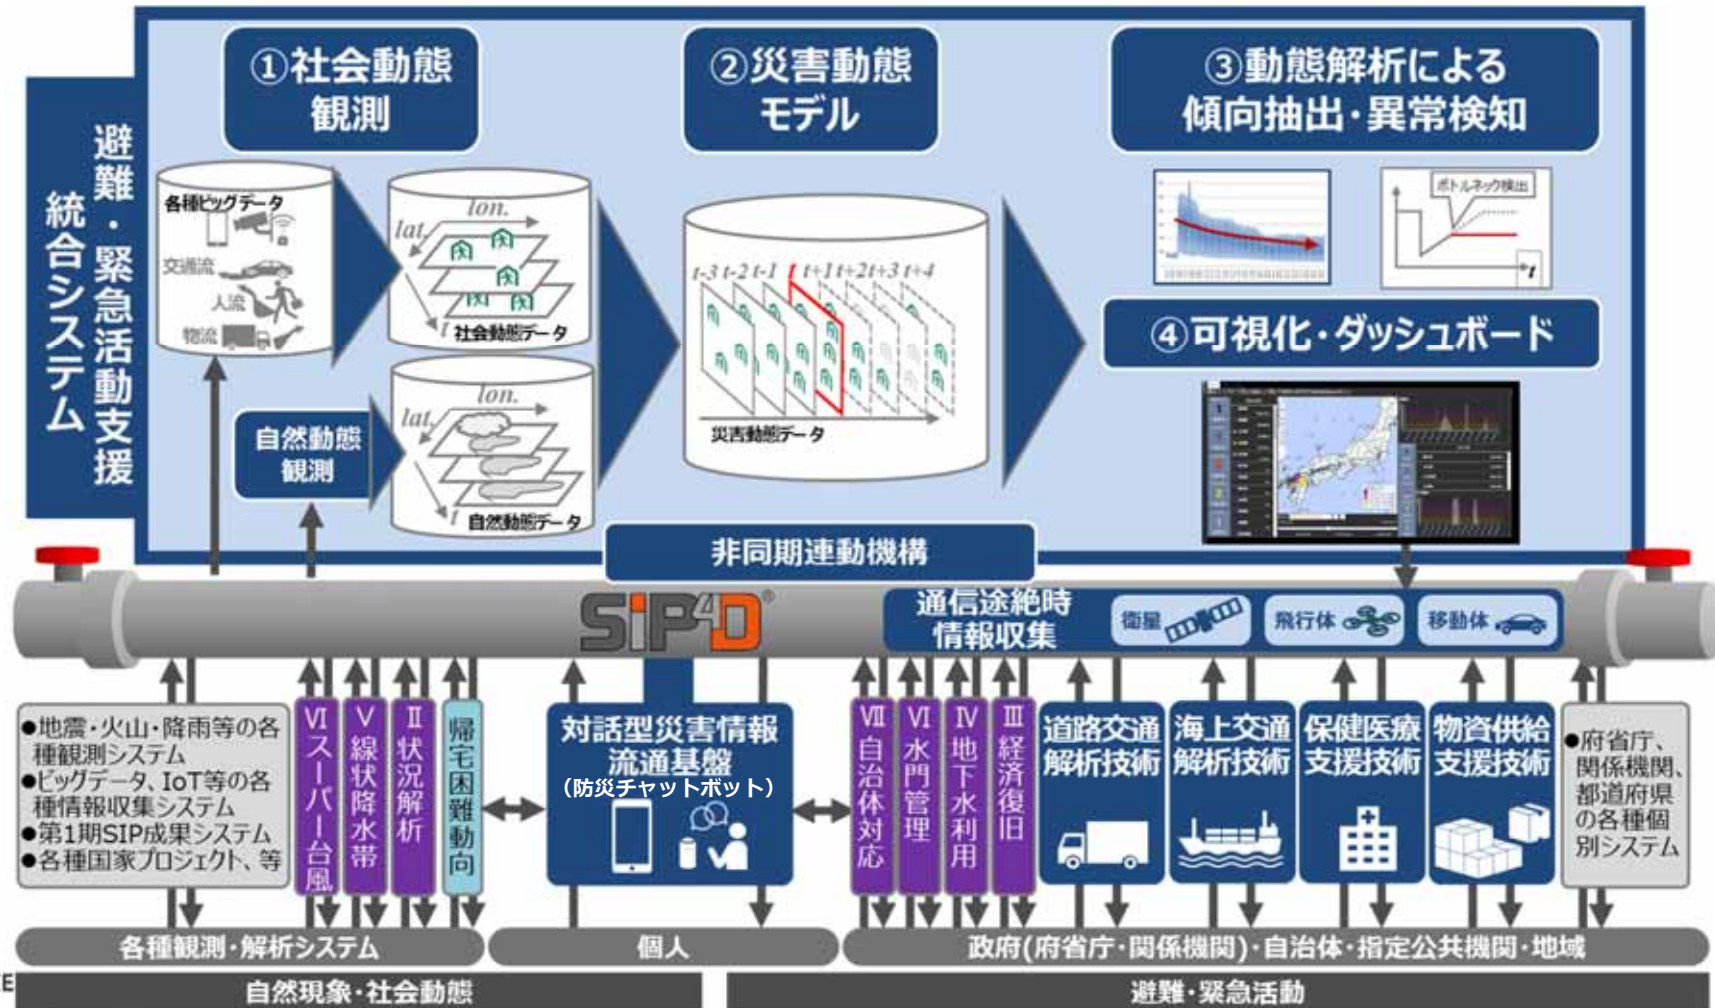 ①社会動態
観測
②災害動態
モデル
③動態解析による
傾向抽出・異常検知
避難・緊急活動支援
統合システム
各種ビッグデータ
交通流
人流
物流
lon.
lat.
t
社会動態データ
自然動態
観測
lon.
lat.
t
自然動態データ
t-3 t-2 t-1 t t+1 t+2 t+3 t+4
災害動態データ
ボトルネック検出
t
④可視化・ダッシュボード
非同期連動機構
SiP4D®
通信途絶時
情報収集
衛星
飛行体
移動体
●地震・火山・降雨等の各
種観測システム
●ビッグデータ、IoT等の各
種情報収集システム
●第1期SIP成果システム
●各種国家プロジェクト、等
Ⅵスーパー台風
Ⅴ線状降水帯
Ⅱ状況解析
帰宅困難動向
対話型災害情報
流通基盤
（防災チャットボット）
Ⅶ自治体対応
Ⅵ水門管理
Ⅳ地下水利用
Ⅲ経済復旧
道路交通
解析技術
海上交通
解析技術
保健医療
支援技術
物資供給
支援技術
●府省庁、
関係機関、
都道府県
の各種個
別システム
各種観測・解析システム
個人
政府(府省庁・関係機関)・自治体・指定公共機関・地域
自然現象・社会動態
避難・緊急活動